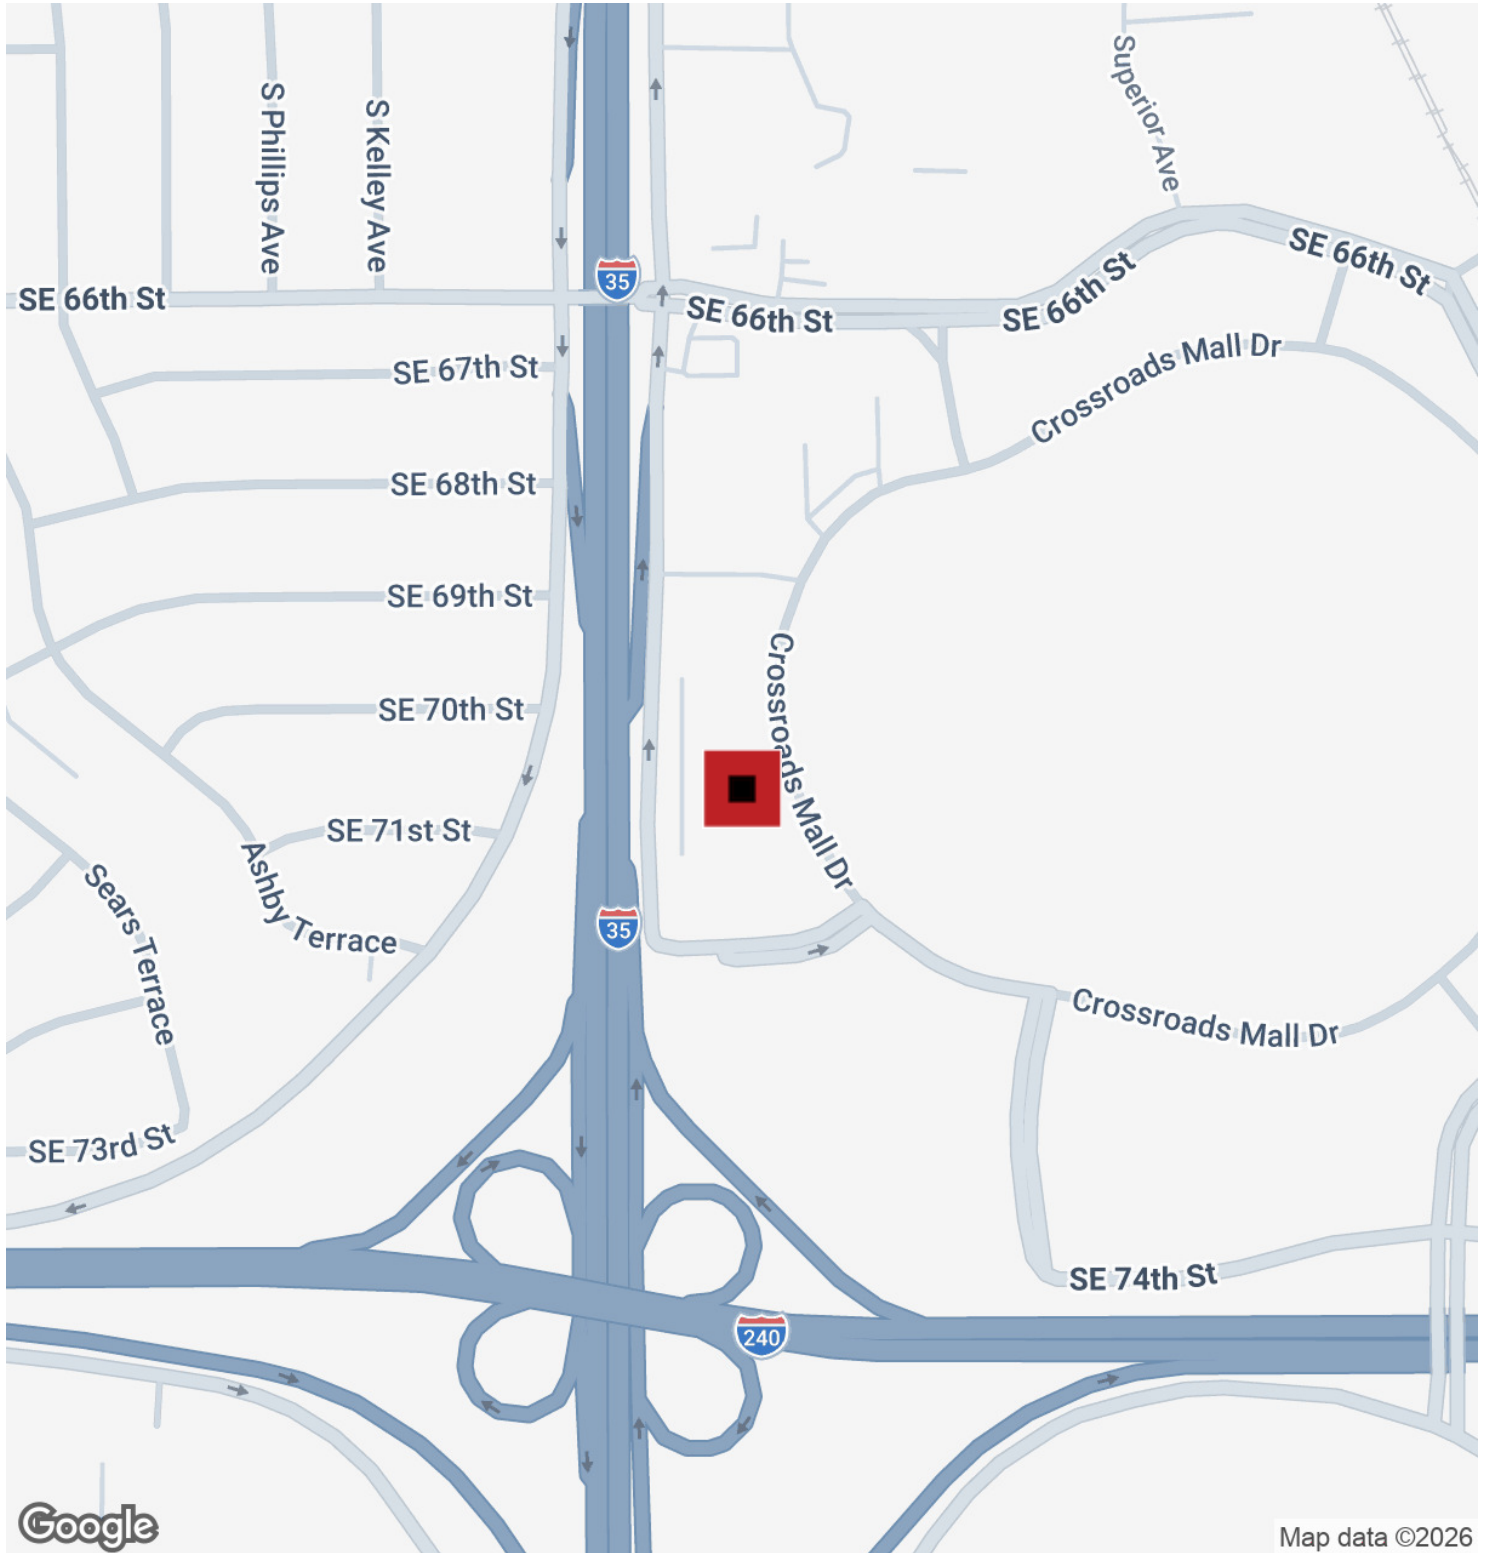 Superior Ave
S Phillips Ave
S Kelley Ave
35
SE 66th St
SE 66th St
SE 66th St
SE 66th St
SE 67th St
Crossroads Mall Dr
SE 68th St
SE 69th St
Crossroads Mall Dr
SE 70th St
SE 71st St
Ashby Terrace
Sears Terrace
35
Crossroads Mall Dr
SE 73rd St
SE 74th St
240
Google
Map data ©2026